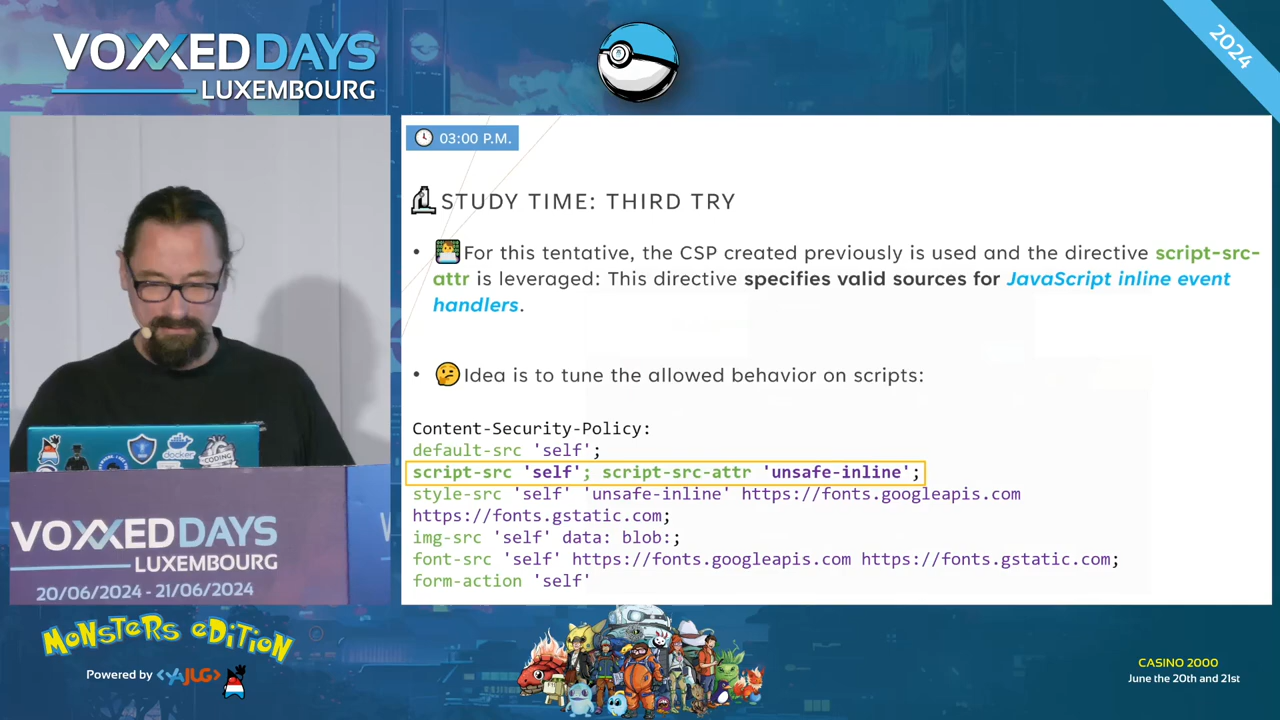 VOXXEDDAYS
LUXEMBOURG
2024
03:00 P.M.
STUDY TIME: THIRD TRY
• For this tentative, the CSP created previously is used and the directive script-src-
attr is leveraged: This directive specifies valid sources for JavaScript inline event
handlers.
• Idea is to tune the allowed behavior on scripts:
Content-Security-Policy:
default-src 'self';
script-src 'self'; script-src-attr 'unsafe-inline';
style-src 'self' 'unsafe-inline' https://fonts.googleapis.com
https://fonts.gstatic.com;
img-src 'self' data: blob:;
font-src 'self' https://fonts.googleapis.com https://fonts.gstatic.com;
form-action 'self'
docker
CODING
VOXXED DAYS
LUXEMBOURG
20/06/2024 - 21/06/2024
MONSTERS EDITION
Powered by <YAJUG>
CASINO 2000
June the 20th and 21st